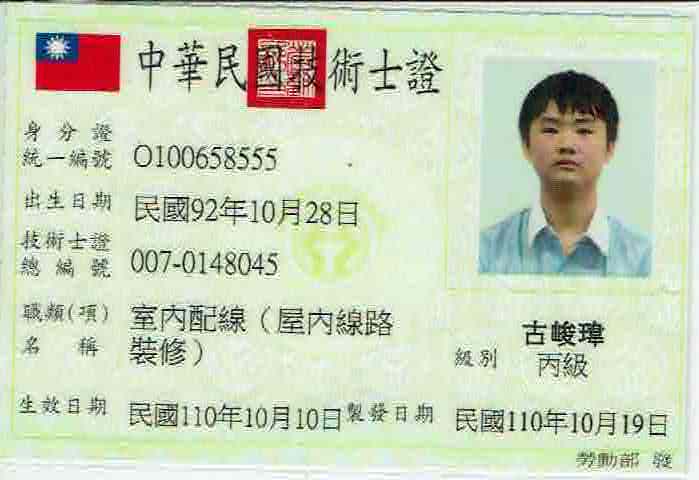 中華民國技術士證
身分證
統一編號 O100658555
出生日期 民國92年10月28日
技術士證
總編號 007-0148045
職類(項)
名稱 室內配線（屋內線路
裝修）
古峻瑋
級別 丙級
生效日期 民國110年10月10日 製發日期 民國110年10月19日
勞動部 發